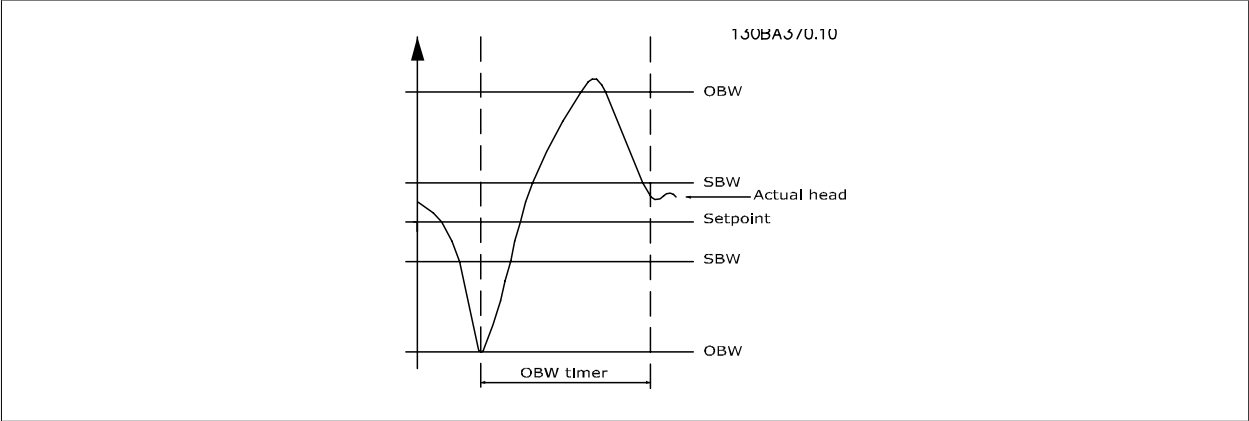 130BA370.10
OBW
SBW
Actual head
Setpoint
SBW
OBW
OBW timer